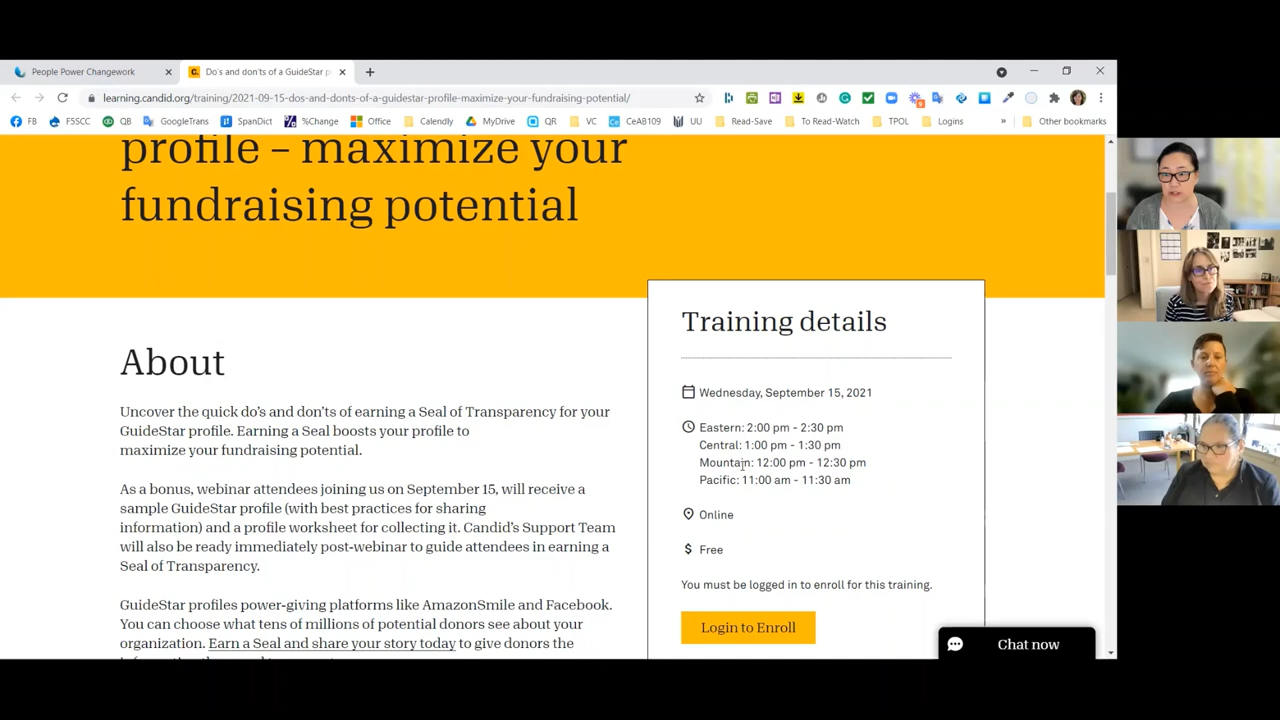 People Power Changework
Do's and don'ts of a GuideStar p
learning.candid.org/training/2021-09-15-dos-and-donts-of-a-guidestar-profile-maximize-your-fundraising-potential/
FB F5SCC QB GoogleTrans SpanDict %Change Office Calendly MyDrive QR VC CeAB109 UU Read-Save To Read-Watch TPOL Logins » Other bookmarks
profile – maximize your
fundraising potential
About
Uncover the quick do's and don'ts of earning a Seal of Transparency for your
GuideStar profile. Earning a Seal boosts your profile to
maximize your fundraising potential.
As a bonus, webinar attendees joining us on September 15, will receive a
sample GuideStar profile (with best practices for sharing
information) and a profile worksheet for collecting it. Candid's Support Team
will also be ready immediately post-webinar to guide attendees in earning a
Seal of Transparency.
GuideStar profiles power-giving platforms like AmazonSmile and Facebook.
You can choose what tens of millions of potential donors see about your
organization. Earn a Seal and share your story today to give donors the
Training details
Wednesday, September 15, 2021
Eastern: 2:00 pm - 2:30 pm
Central: 1:00 pm - 1:30 pm
Mountain: 12:00 pm - 12:30 pm
Pacific: 11:00 am - 11:30 am
Online
$ Free
You must be logged in to enroll for this training.
Login to Enroll
Chat now